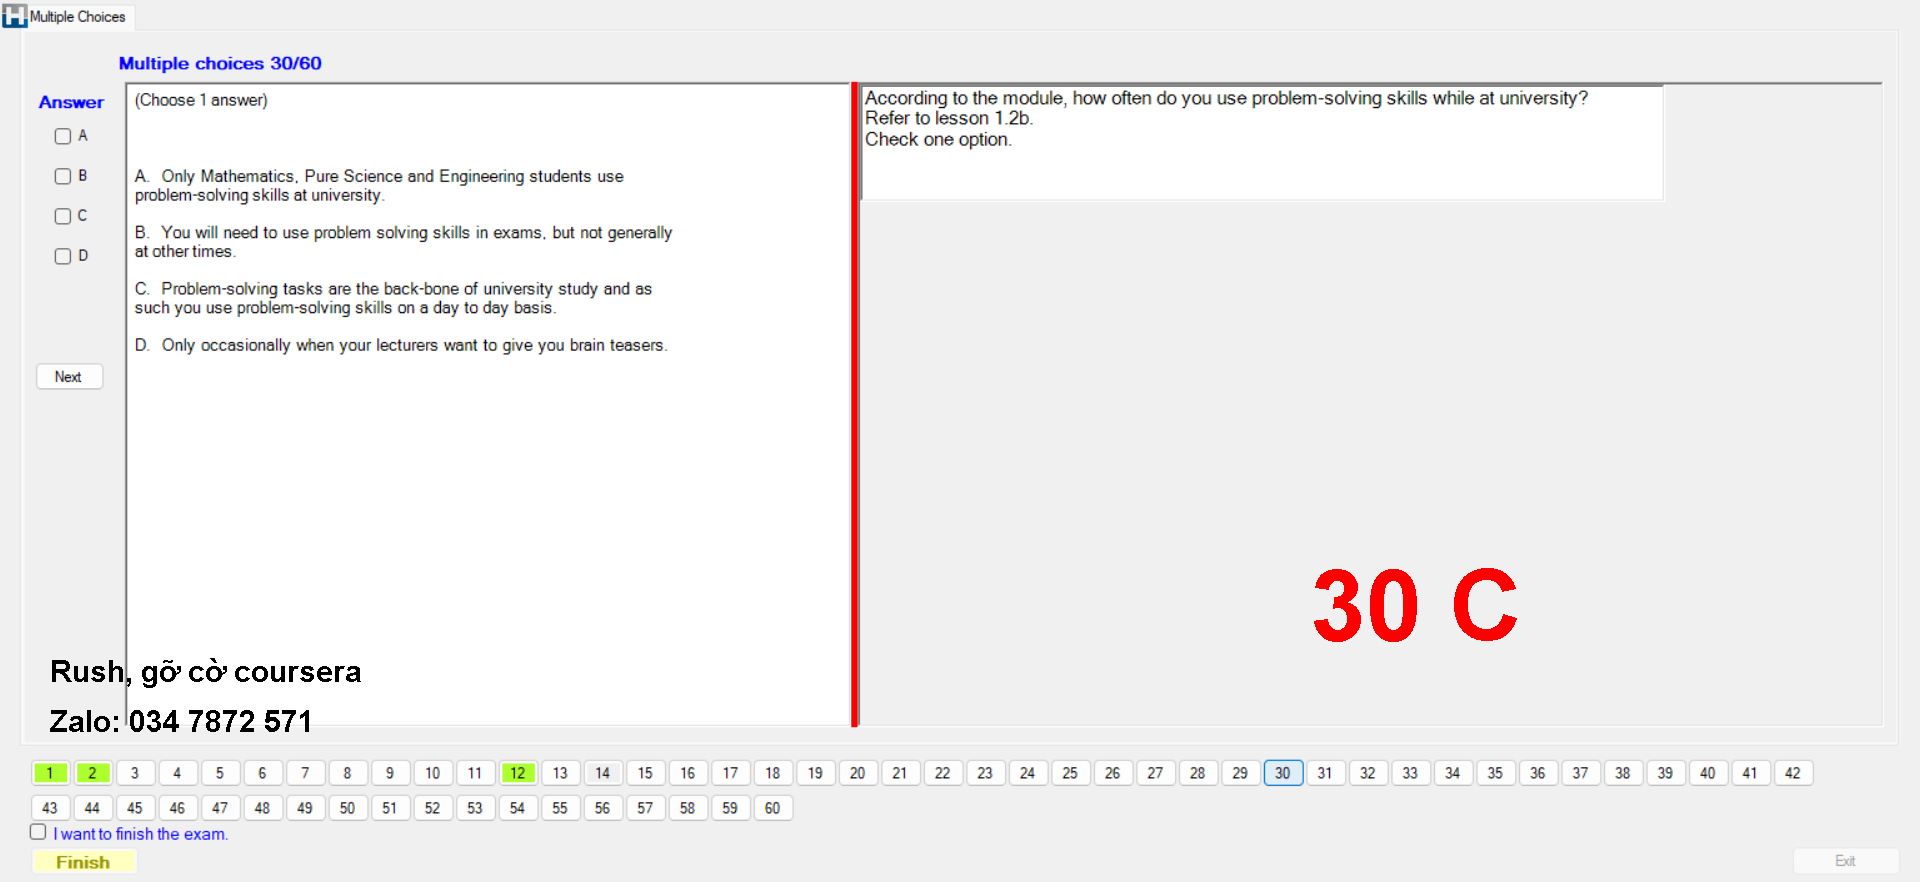 Multiple Choices
Multiple choices 30/60
Answer
A
B
C
D
Next
(Choose 1 answer)
A. Only Mathematics, Pure Science and Engineering students use
problem-solving skills at university.
B. You will need to use problem solving skills in exams, but not generally
at other times.
C. Problem-solving tasks are the back-bone of university study and as
such you use problem-solving skills on a day to day basis.
D. Only occasionally when your lecturers want to give you brain teasers.
According to the module, how often do you use problem-solving skills while at university?
Refer to lesson 1.2b.
Check one option.
30 C
Rush, gỡ cờ coursera
Zalo: 034 7872 571
1 2 3 4 5 6 7 8 9 10 11 12 13 14 15 16 17 18 19 20 21 22 23 24 25 26 27 28 29 30 31 32 33 34 35 36 37 38 39 40 41 42
43 44 45 46 47 48 49 50 51 52 53 54 55 56 57 58 59 60
I want to finish the exam.
Finish
Exit